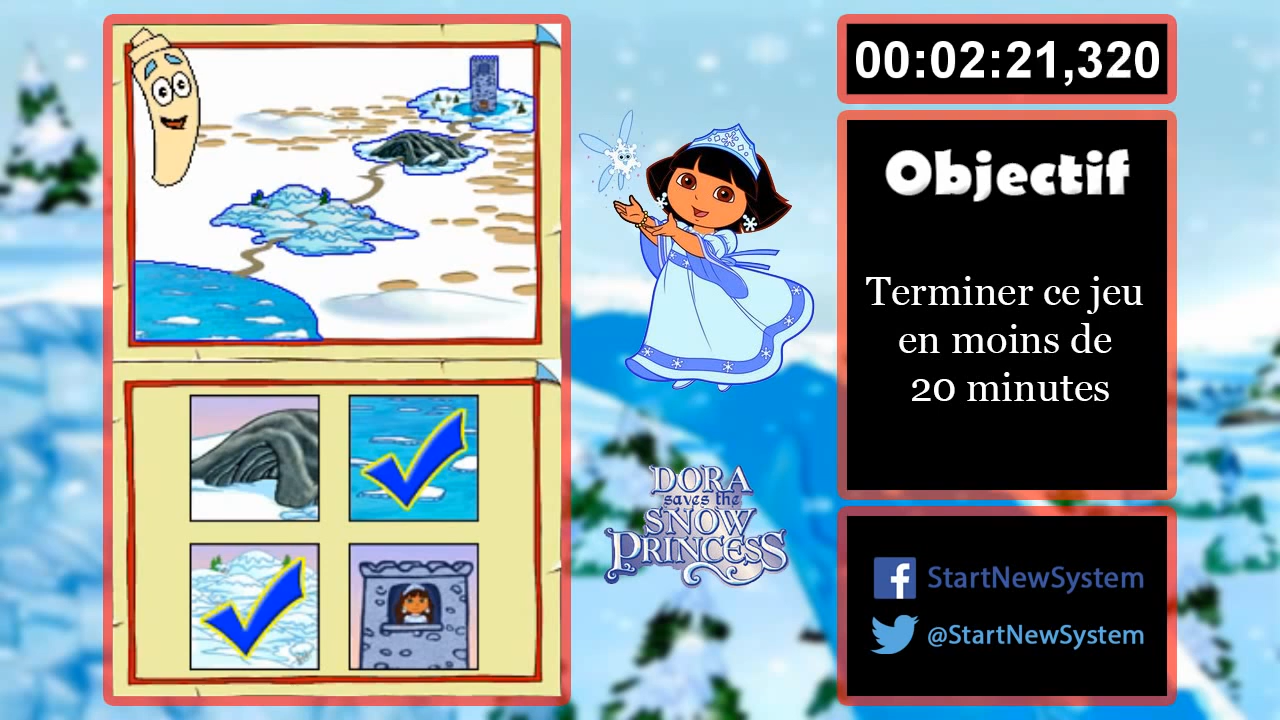 00:02:21,320
Objectif
Terminer ce jeu
en moins de
20 minutes
DORA
saves the
SNOW
PRINCESS
StartNewSystem
@StartNewSystem